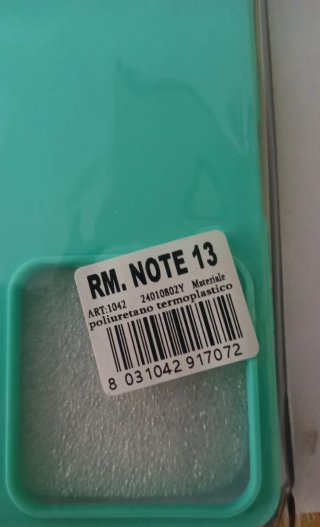 RM. NOTE 13
ART:1042 24010802Y Materiale
poliuretano termoplastico
8 031042 917072